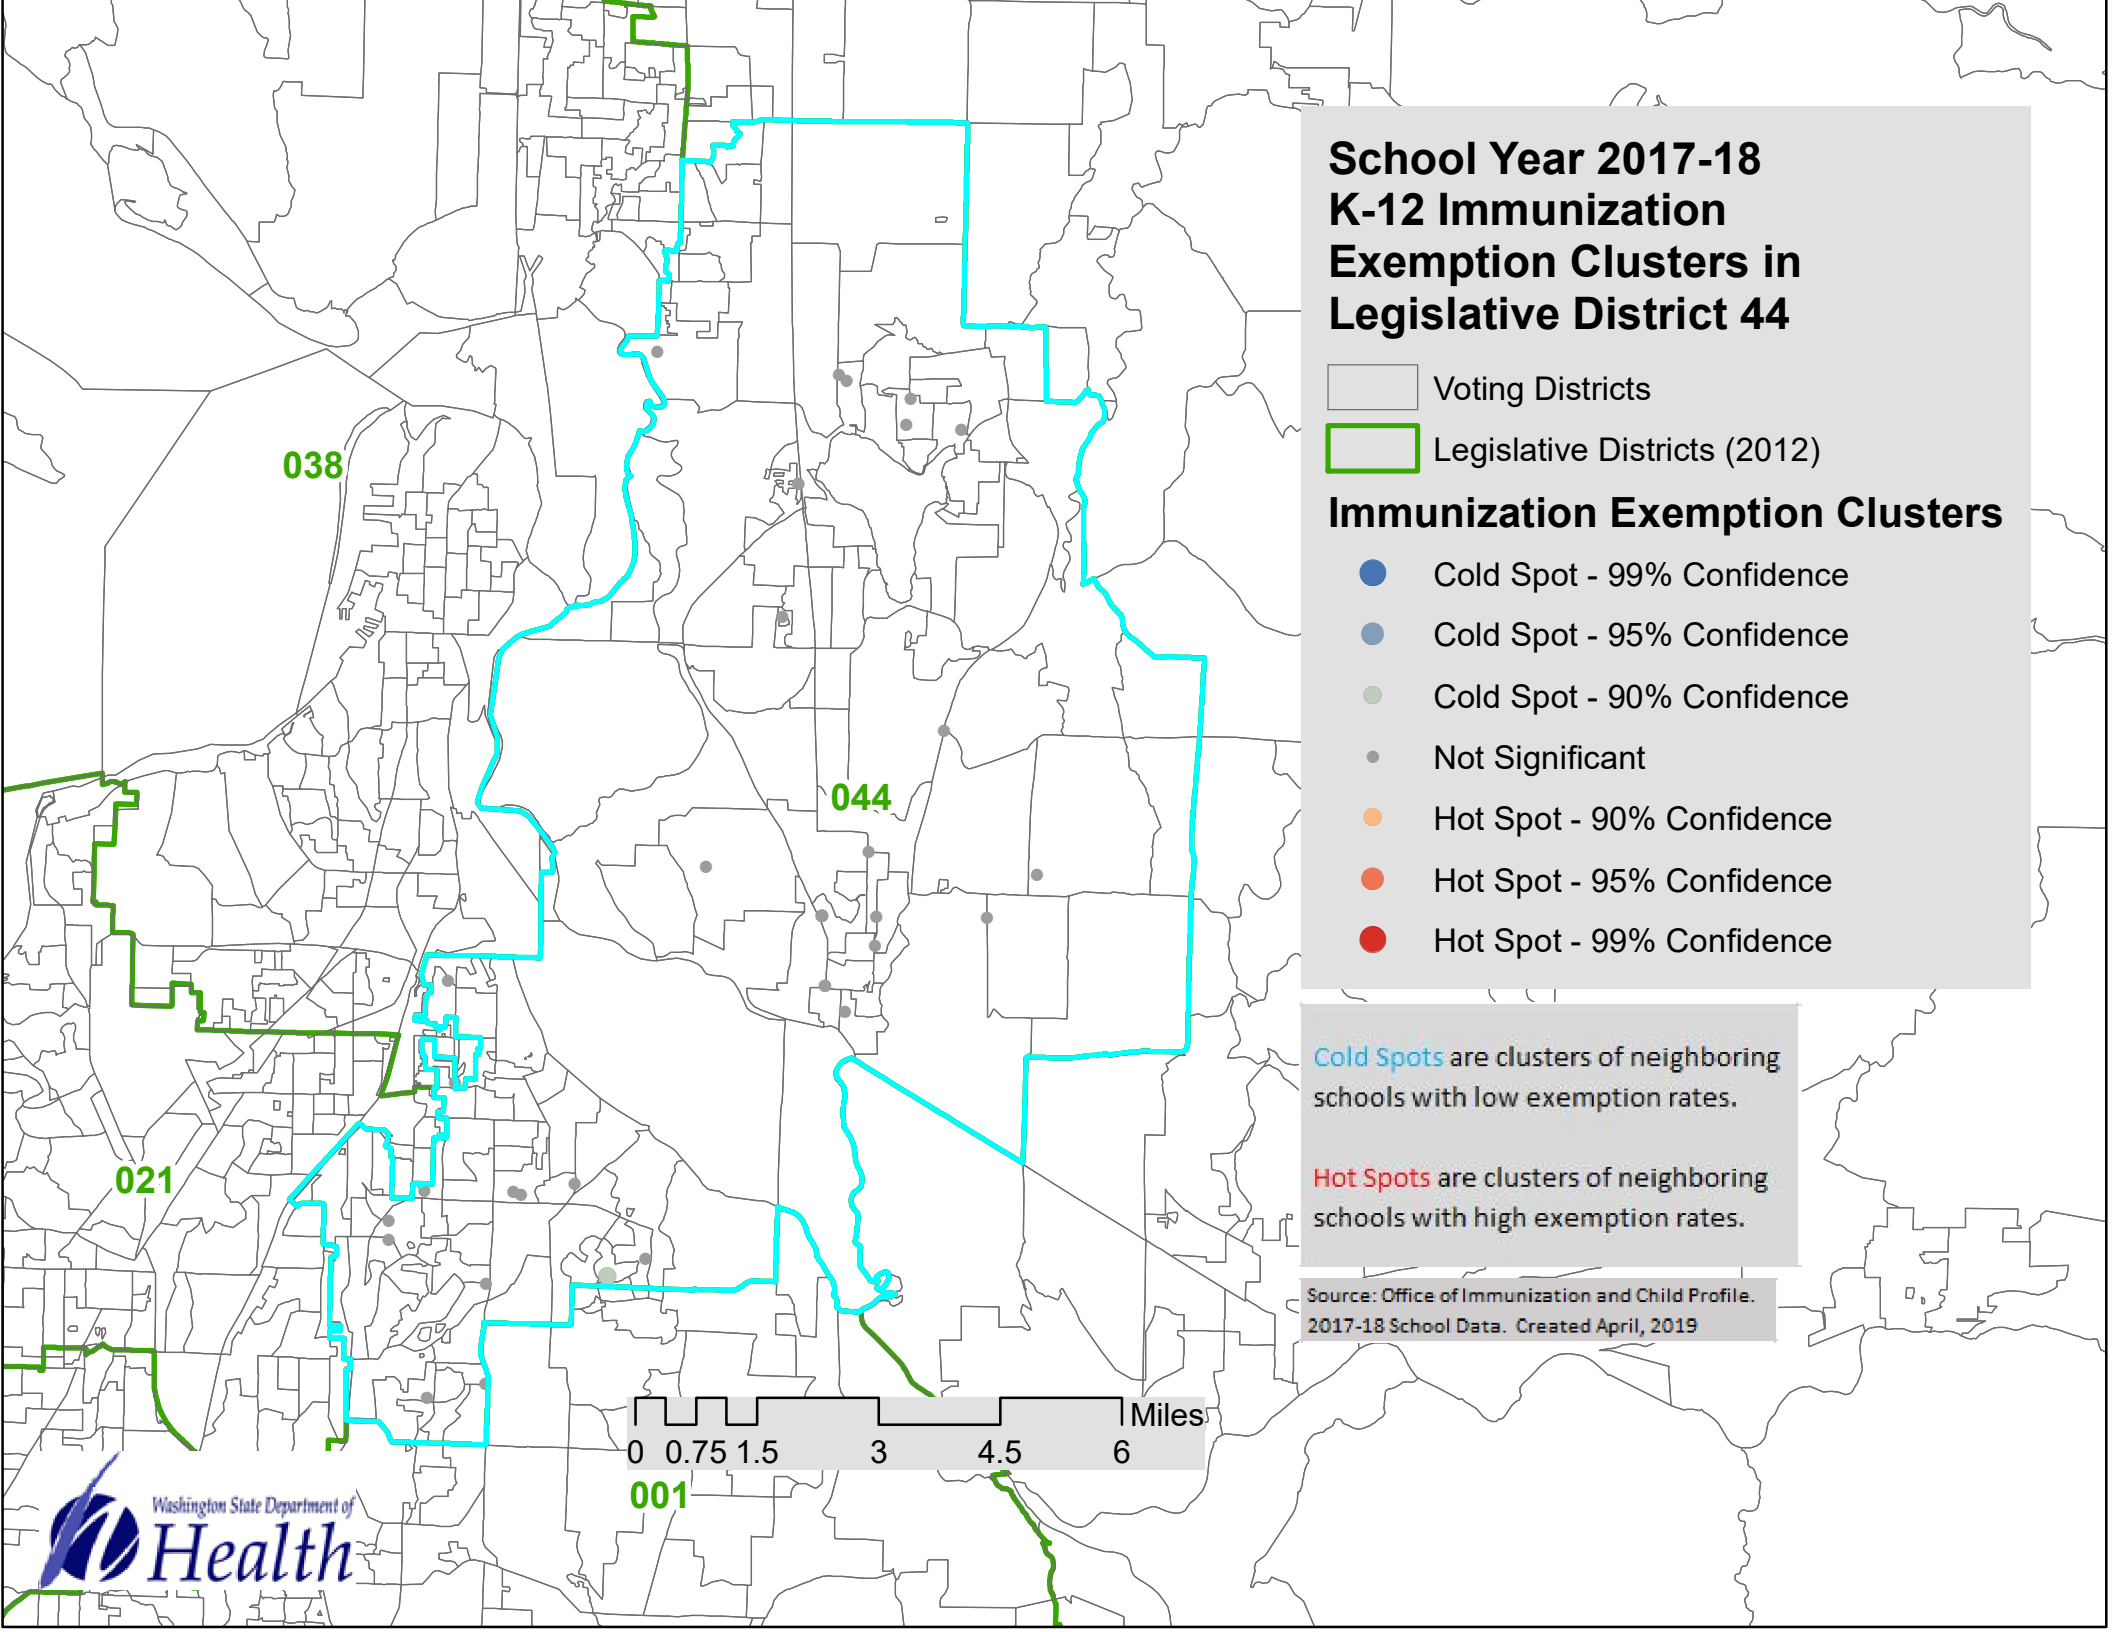 School Year 2017-18
K-12 Immunization
Exemption Clusters in
Legislative District 44
Voting Districts
Legislative Districts (2012)
Immunization Exemption Clusters
Cold Spot - 99% Confidence
Cold Spot - 95% Confidence
Cold Spot - 90% Confidence
Not Significant
Hot Spot - 90% Confidence
Hot Spot - 95% Confidence
Hot Spot - 99% Confidence
Cold Spots are clusters of neighboring
schools with low exemption rates.
Hot Spots are clusters of neighboring
schools with high exemption rates.
Source: Office of Immunization and Child Profile.
2017-18 School Data. Created April, 2019
038
044
021
001
Miles
0 0.75 1.5 3 4.5 6
Washington State Department of
Health